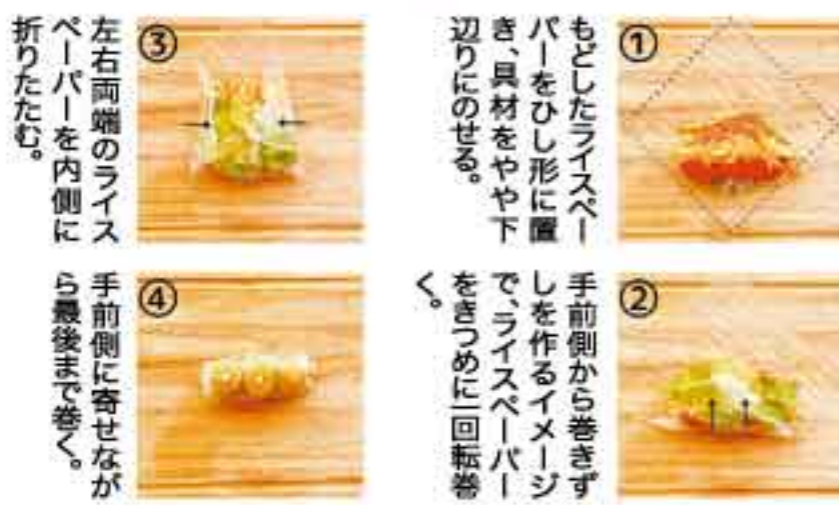 ①
もどしたライスペー
パーをひし形に置
き、具材をやや下
辺りにのせる。
②
手前側から巻きず
しを作るイメージ
で、ライスペーパー
をきつめに一回転巻
く。
③
左右両端のライス
ペーパーを内側に
折りたたむ。
④
手前側に寄せなが
ら最後まで巻く。